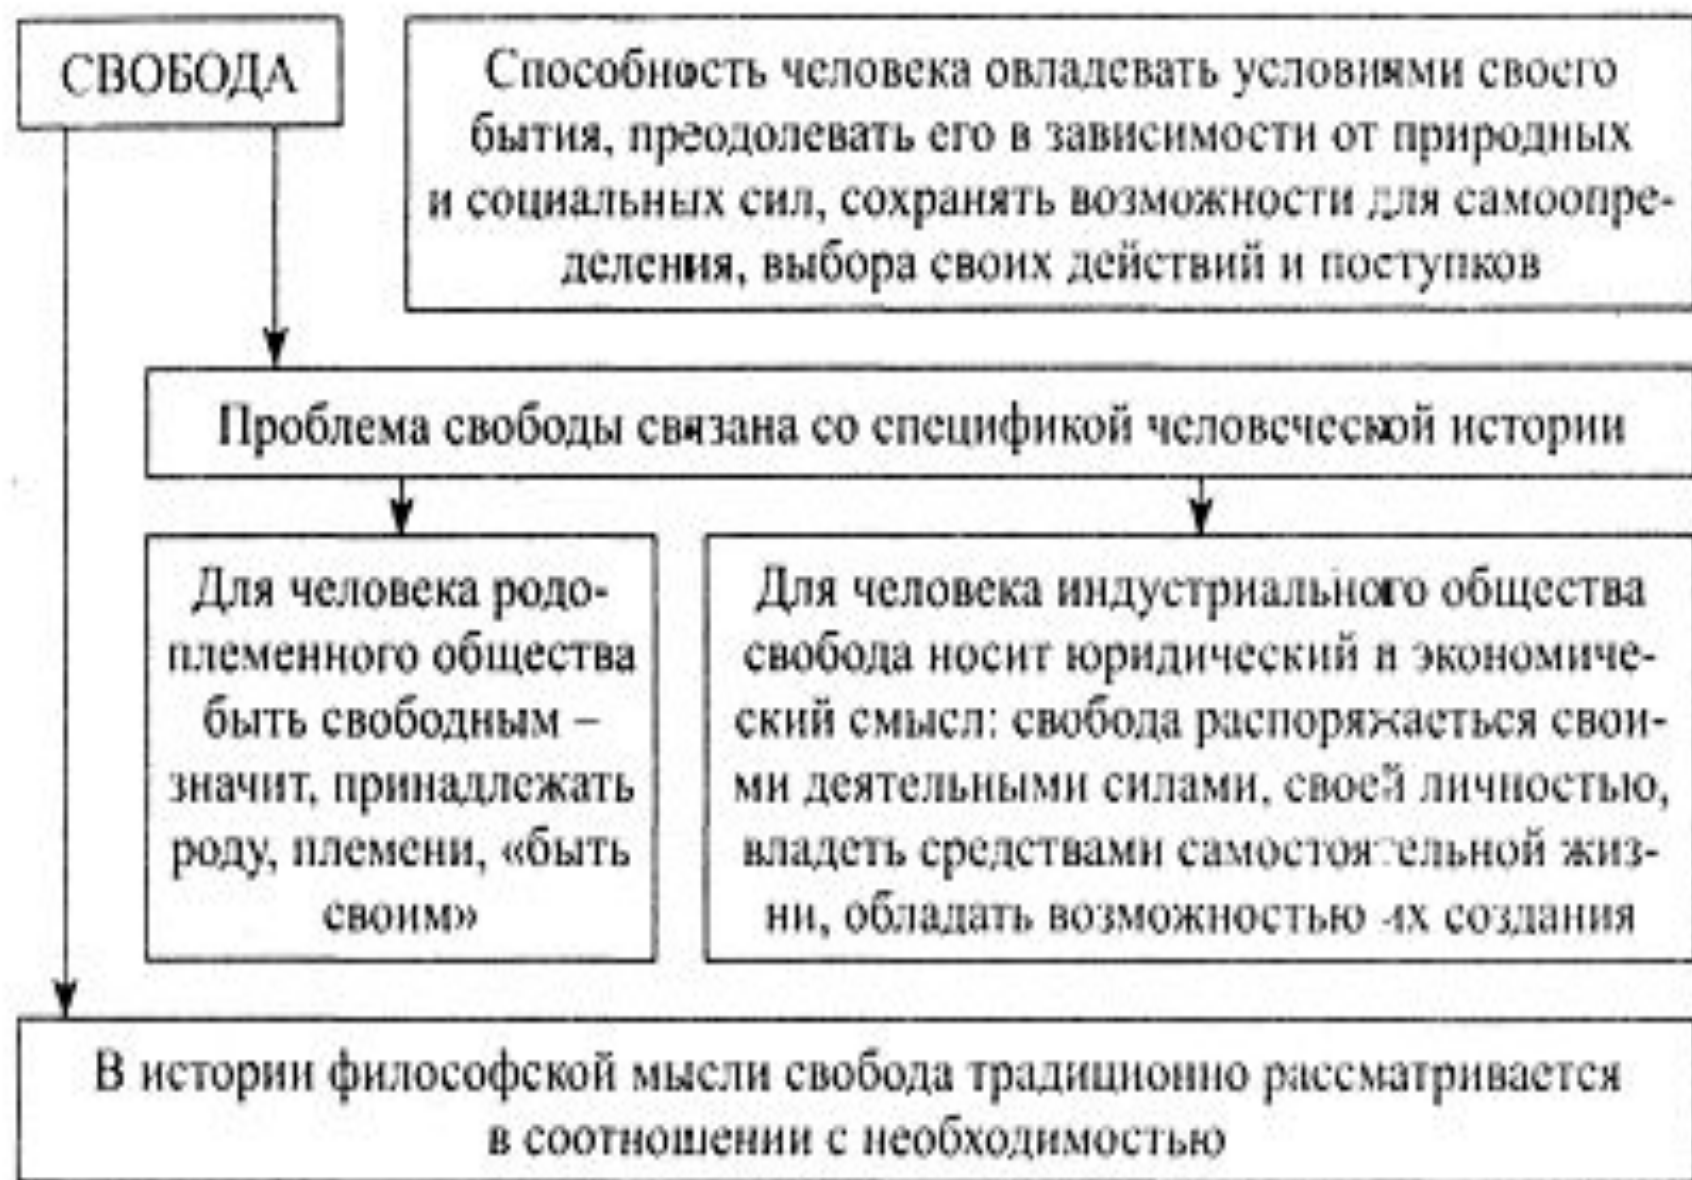 СВОБОДА
Способность человека овладевать условиями своего
бытия, преодолевать его в зависимости от природных
и социальных сил, сохранять возможности для самоопре-
деления, выбора своих действий и поступков
Проблема свободы связана со спецификой человеческой истории
Для человека родо-
племенного общества
быть свободным –
значит, принадлежать
роду, племени, «быть
своим»
Для человека индустриального общества
свобода носит юридический и экономиче-
ский смысл: свобода распоряжаеться свои-
ми деятельными силами, своей личностью,
владеть средствами самостоятельной жиз-
ни, обладать возможностью их создания
В истории философской мысли свобода традиционно рассматривается
в соотношении с необходимостью